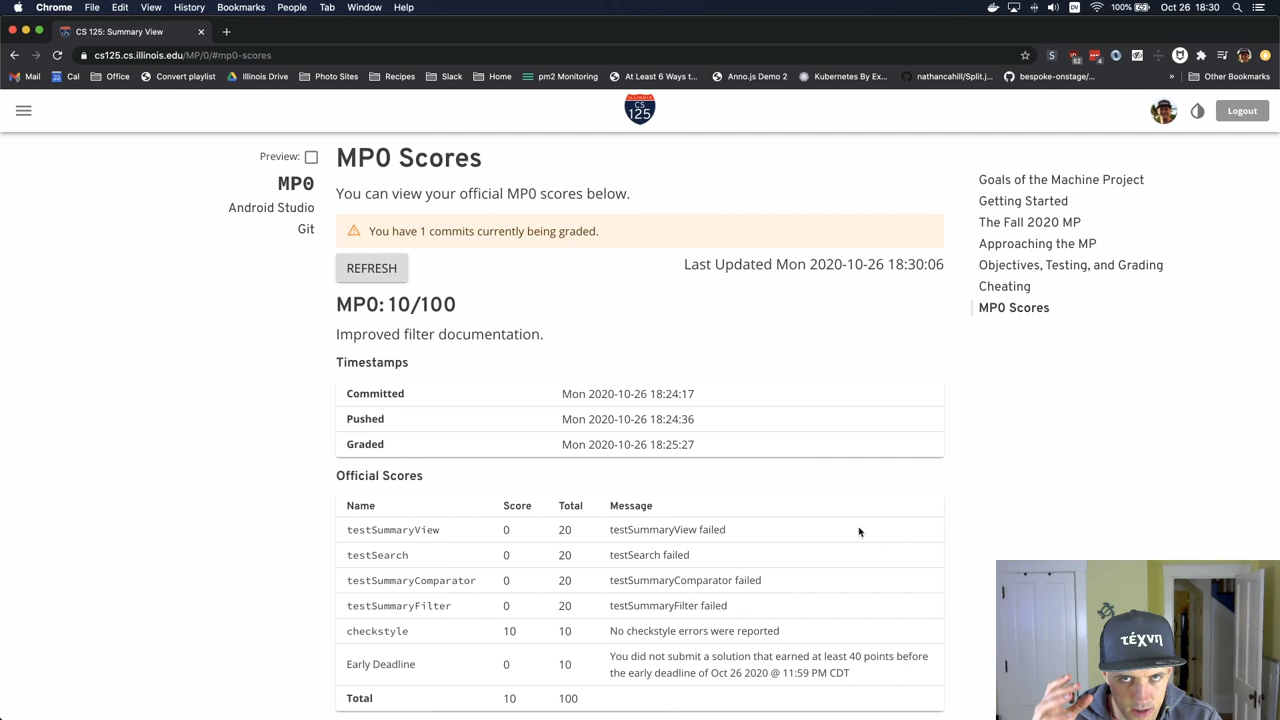 Chrome File Edit View History Bookmarks People Tab Window Help 100% Oct 26 18:30
CS 125: Summary View
cs125.cs.illinois.edu/MP/0/#mp0-scores
Mail Cal Office Convert playlist Illinois Drive Photo Sites Recipes Slack Home pm2 Monitoring At Least 6 Ways t... Anno.js Demo 2 Kubernetes By Ex... nathancahill/Split.j... bespoke-onstage/... » Other Bookmarks
ILLINOIS
CS
125
Logout
Preview:
MP0
Android Studio
Git
MP0 Scores
You can view your official MP0 scores below.
You have 1 commits currently being graded.
REFRESH
Last Updated Mon 2020-10-26 18:30:06
MP0: 10/100
Improved filter documentation.
Timestamps
Committed Mon 2020-10-26 18:24:17
Pushed Mon 2020-10-26 18:24:36
Graded Mon 2020-10-26 18:25:27
Official Scores
Name Score Total Message
testSummaryView 0 20 testSummaryView failed
testSearch 0 20 testSearch failed
testSummaryComparator 0 20 testSummaryComparator failed
testSummaryFilter 0 20 testSummaryFilter failed
checkstyle 10 10 No checkstyle errors were reported
Early Deadline 0 10 You did not submit a solution that earned at least 40 points before
the early deadline of Oct 26 2020 @ 11:59 PM CDT
Total 10 100
Goals of the Machine Project
Getting Started
The Fall 2020 MP
Approaching the MP
Objectives, Testing, and Grading
Cheating
MP0 Scores
τέχνη